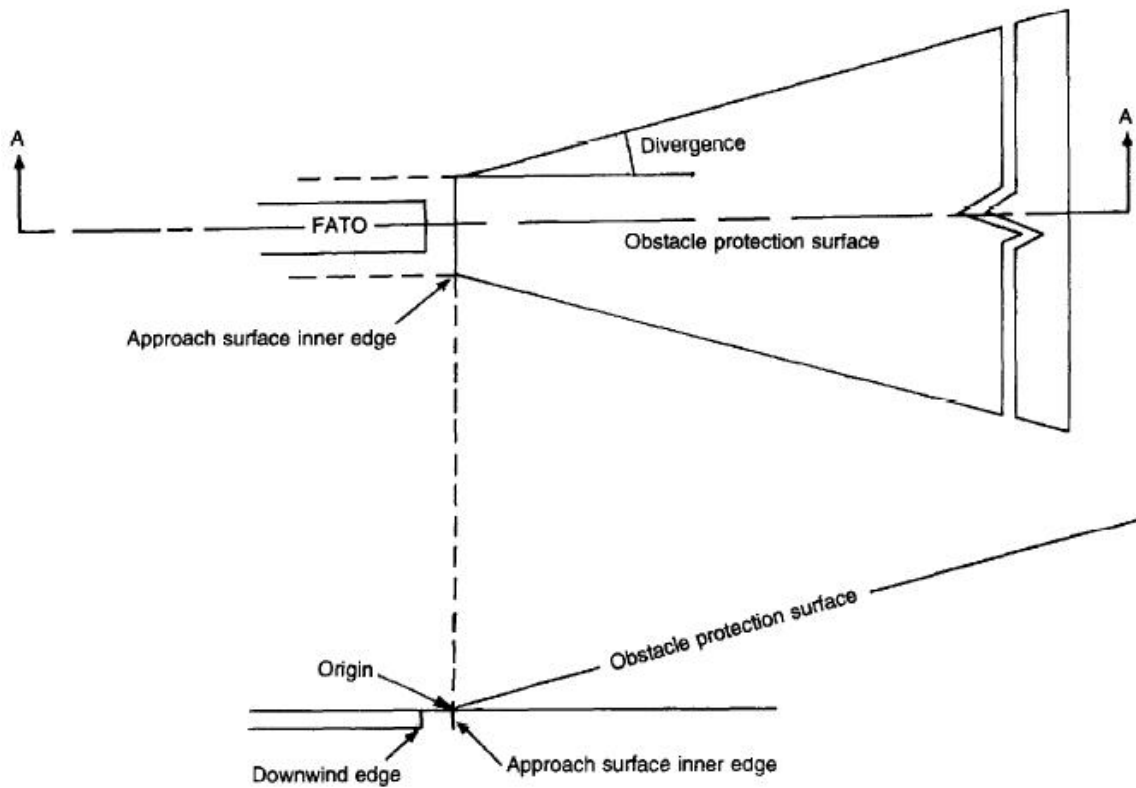 A
A
Divergence
FATO
Obstacle protection surface
Approach surface inner edge
Obstacle protection surface
Origin
Approach surface inner edge
Downwind edge